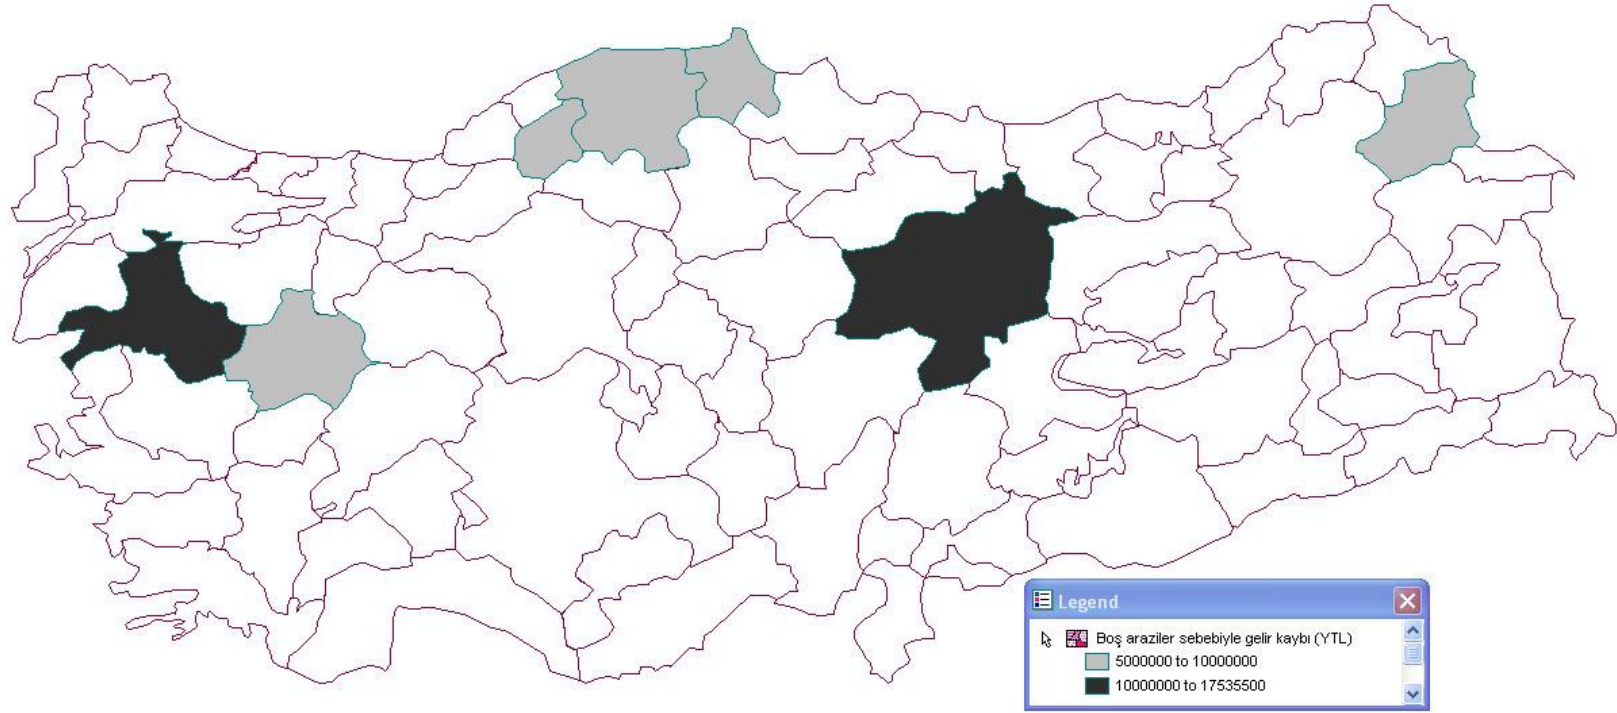 Legend
Boş araziler sebebiyle gelir kaybı (YTL)
5000000 to 10000000
10000000 to 17535500